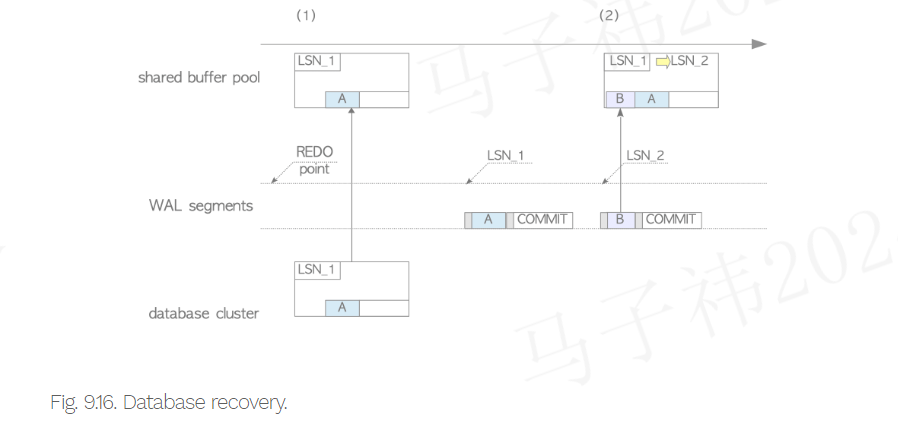 (1) (2)
LSN_1 LSN_1 LSN_2
shared buffer pool
A B A
REDO point LSN_1 LSN_2
WAL segments
A COMMIT B COMMIT
LSN_1
A
database cluster
Fig. 9.16. Database recovery.
马子祎202
马子祎202